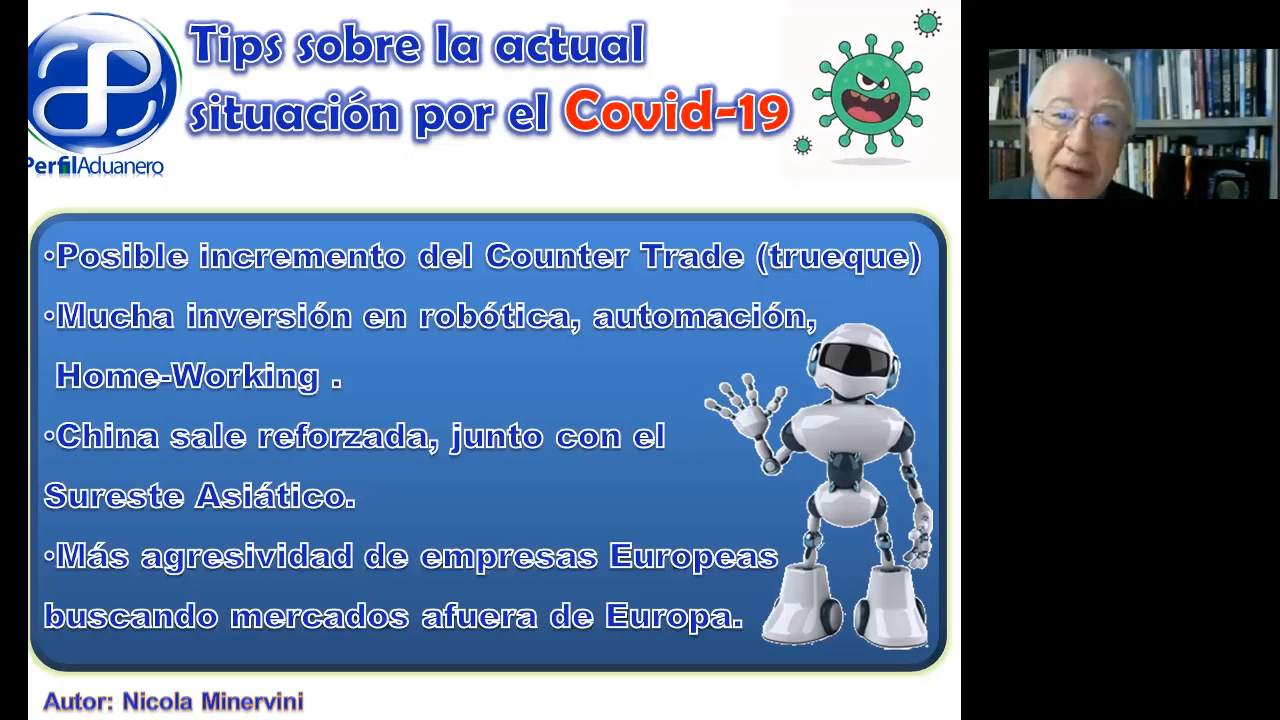 Tips sobre la actual
situación por el Covid-19
PerfilAduanero
•Posible incremento del Counter Trade (trueque)
•Mucha inversión en robótica, automación,
Home-Working .
•China sale reforzada, junto con el
Sureste Asiático.
•Más agresividad de empresas Europeas
buscando mercados afuera de Europa.
Autor: Nicola Minervini